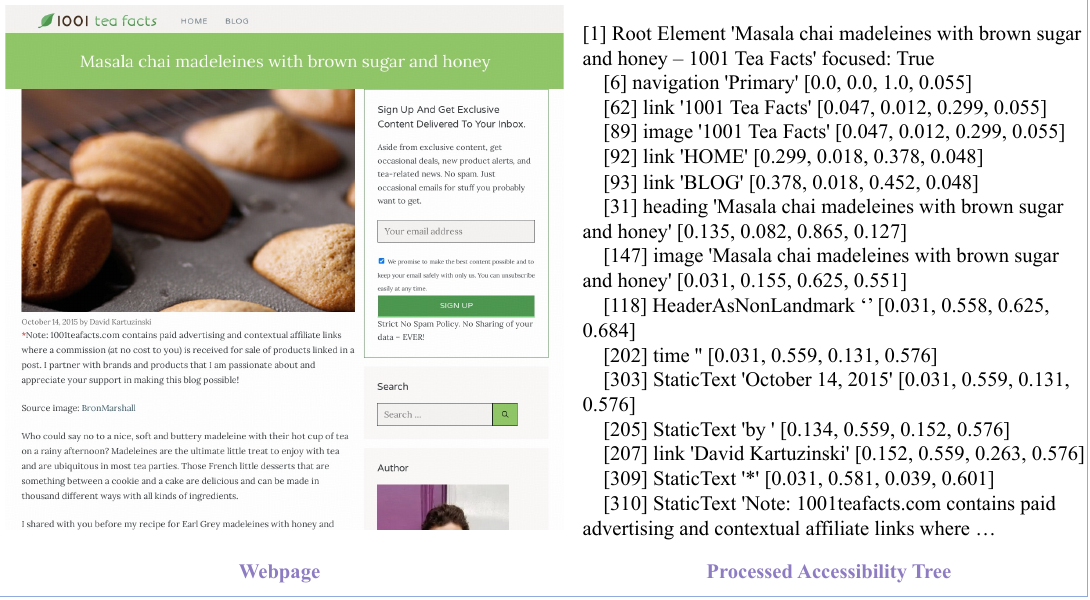 1001 tea facts
HOME
BLOG
Masala chai madeleines with brown sugar and honey
October 14, 2015 by David Kartuzinski
*Note: 1001teafacts.com contains paid advertising and contextual affiliate links
where a commission (at no cost to you) is received for sale of products linked in a
post. I partner with brands and products that I am passionate about and
appreciate your support in making this blog possible!
Source image: BronMarshall
Who could say no to a nice, soft and buttery madeleine with their hot cup of tea
on a rainy afternoon? Madeleines are the ultimate little treat to enjoy with tea
and are ubiquitous in most tea parties. Those French little desserts that are
something between a cookie and a cake are delicious and can be made in
thousand different ways with all kinds of ingredients.
I shared with you before my recipe for Earl Grey madeleines with honey and
Sign Up And Get Exclusive
Content Delivered To Your Inbox.
Aside from exclusive content, get
occasional deals, new product alerts, and
tea-related news. No spam. Just
occasional emails for stuff you probably
want to get.
Your email address
We promise to make the best content possible and to
keep your email safely with only us. You can unsubscribe
easily at any time.
SIGN UP
Strict No Spam Policy. No Sharing of your
data – EVER!
Search
Search ...
Author
Webpage
[1] Root Element 'Masala chai madeleines with brown sugar
and honey – 1001 Tea Facts' focused: True
[6] navigation 'Primary' [0.0, 0.0, 1.0, 0.055]
[62] link '1001 Tea Facts' [0.047, 0.012, 0.299, 0.055]
[89] image '1001 Tea Facts' [0.047, 0.012, 0.299, 0.055]
[92] link 'HOME' [0.299, 0.018, 0.378, 0.048]
[93] link 'BLOG' [0.378, 0.018, 0.452, 0.048]
[31] heading 'Masala chai madeleines with brown sugar
and honey' [0.135, 0.082, 0.865, 0.127]
[147] image 'Masala chai madeleines with brown sugar
and honey' [0.031, 0.155, 0.625, 0.551]
[118] HeaderAsNonLandmark ‘’ [0.031, 0.558, 0.625,
0.684]
[202] time '' [0.031, 0.559, 0.131, 0.576]
[303] StaticText 'October 14, 2015' [0.031, 0.559, 0.131,
0.576]
[205] StaticText 'by ' [0.134, 0.559, 0.152, 0.576]
[207] link 'David Kartuzinski' [0.152, 0.559, 0.263, 0.576]
[309] StaticText '*' [0.031, 0.581, 0.039, 0.601]
[310] StaticText 'Note: 1001teafacts.com contains paid
advertising and contextual affiliate links where …
Processed Accessibility Tree